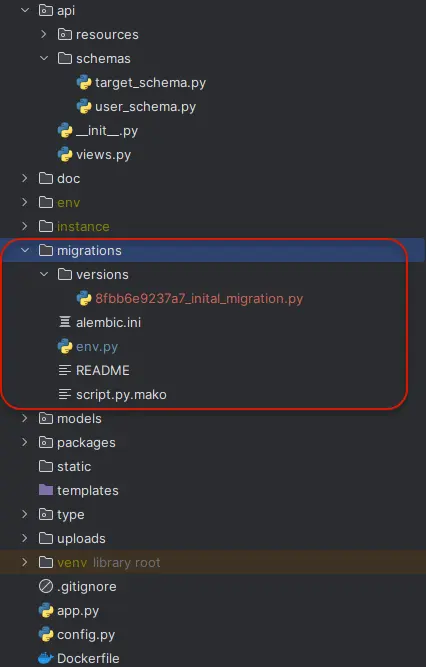 api
resources
schemas
target_schema.py
user_schema.py
__init__.py
views.py
doc
env
instance
migrations
versions
8fbb6e9237a7_inital_migration.py
alembic.ini
env.py
README
script.py.mako
models
packages
static
templates
type
uploads
venv library root
.gitignore
app.py
config.py
Dockerfile